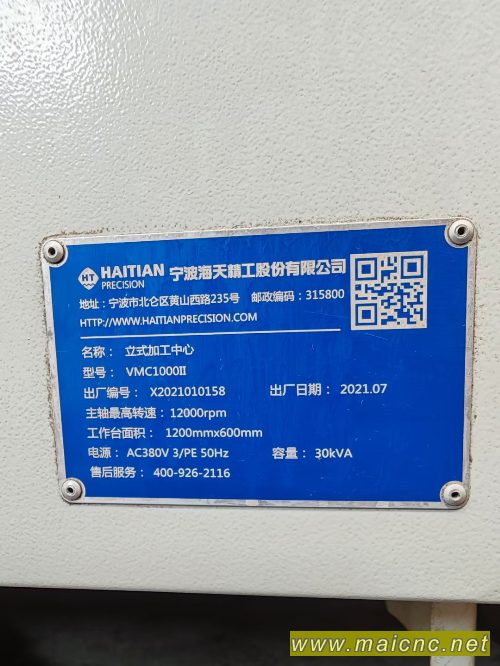 HT HAITIAN PRECISION 宁波海天精工股份有限公司
地址：宁波市北仑区黄山西路235号 邮政编码：315800
HTTP://WWW.HAITIANPRECISION.COM
名称： 立式加工中心
型号： VMC1000II
出厂编号： X2021010158 出厂日期： 2021.07
主轴最高转速：12000rpm
工作台面积： 1200mmx600mm
电源： AC380V 3/PE 50Hz 容量： 30kVA
售后服务： 400-926-2116
www.maicnc.net